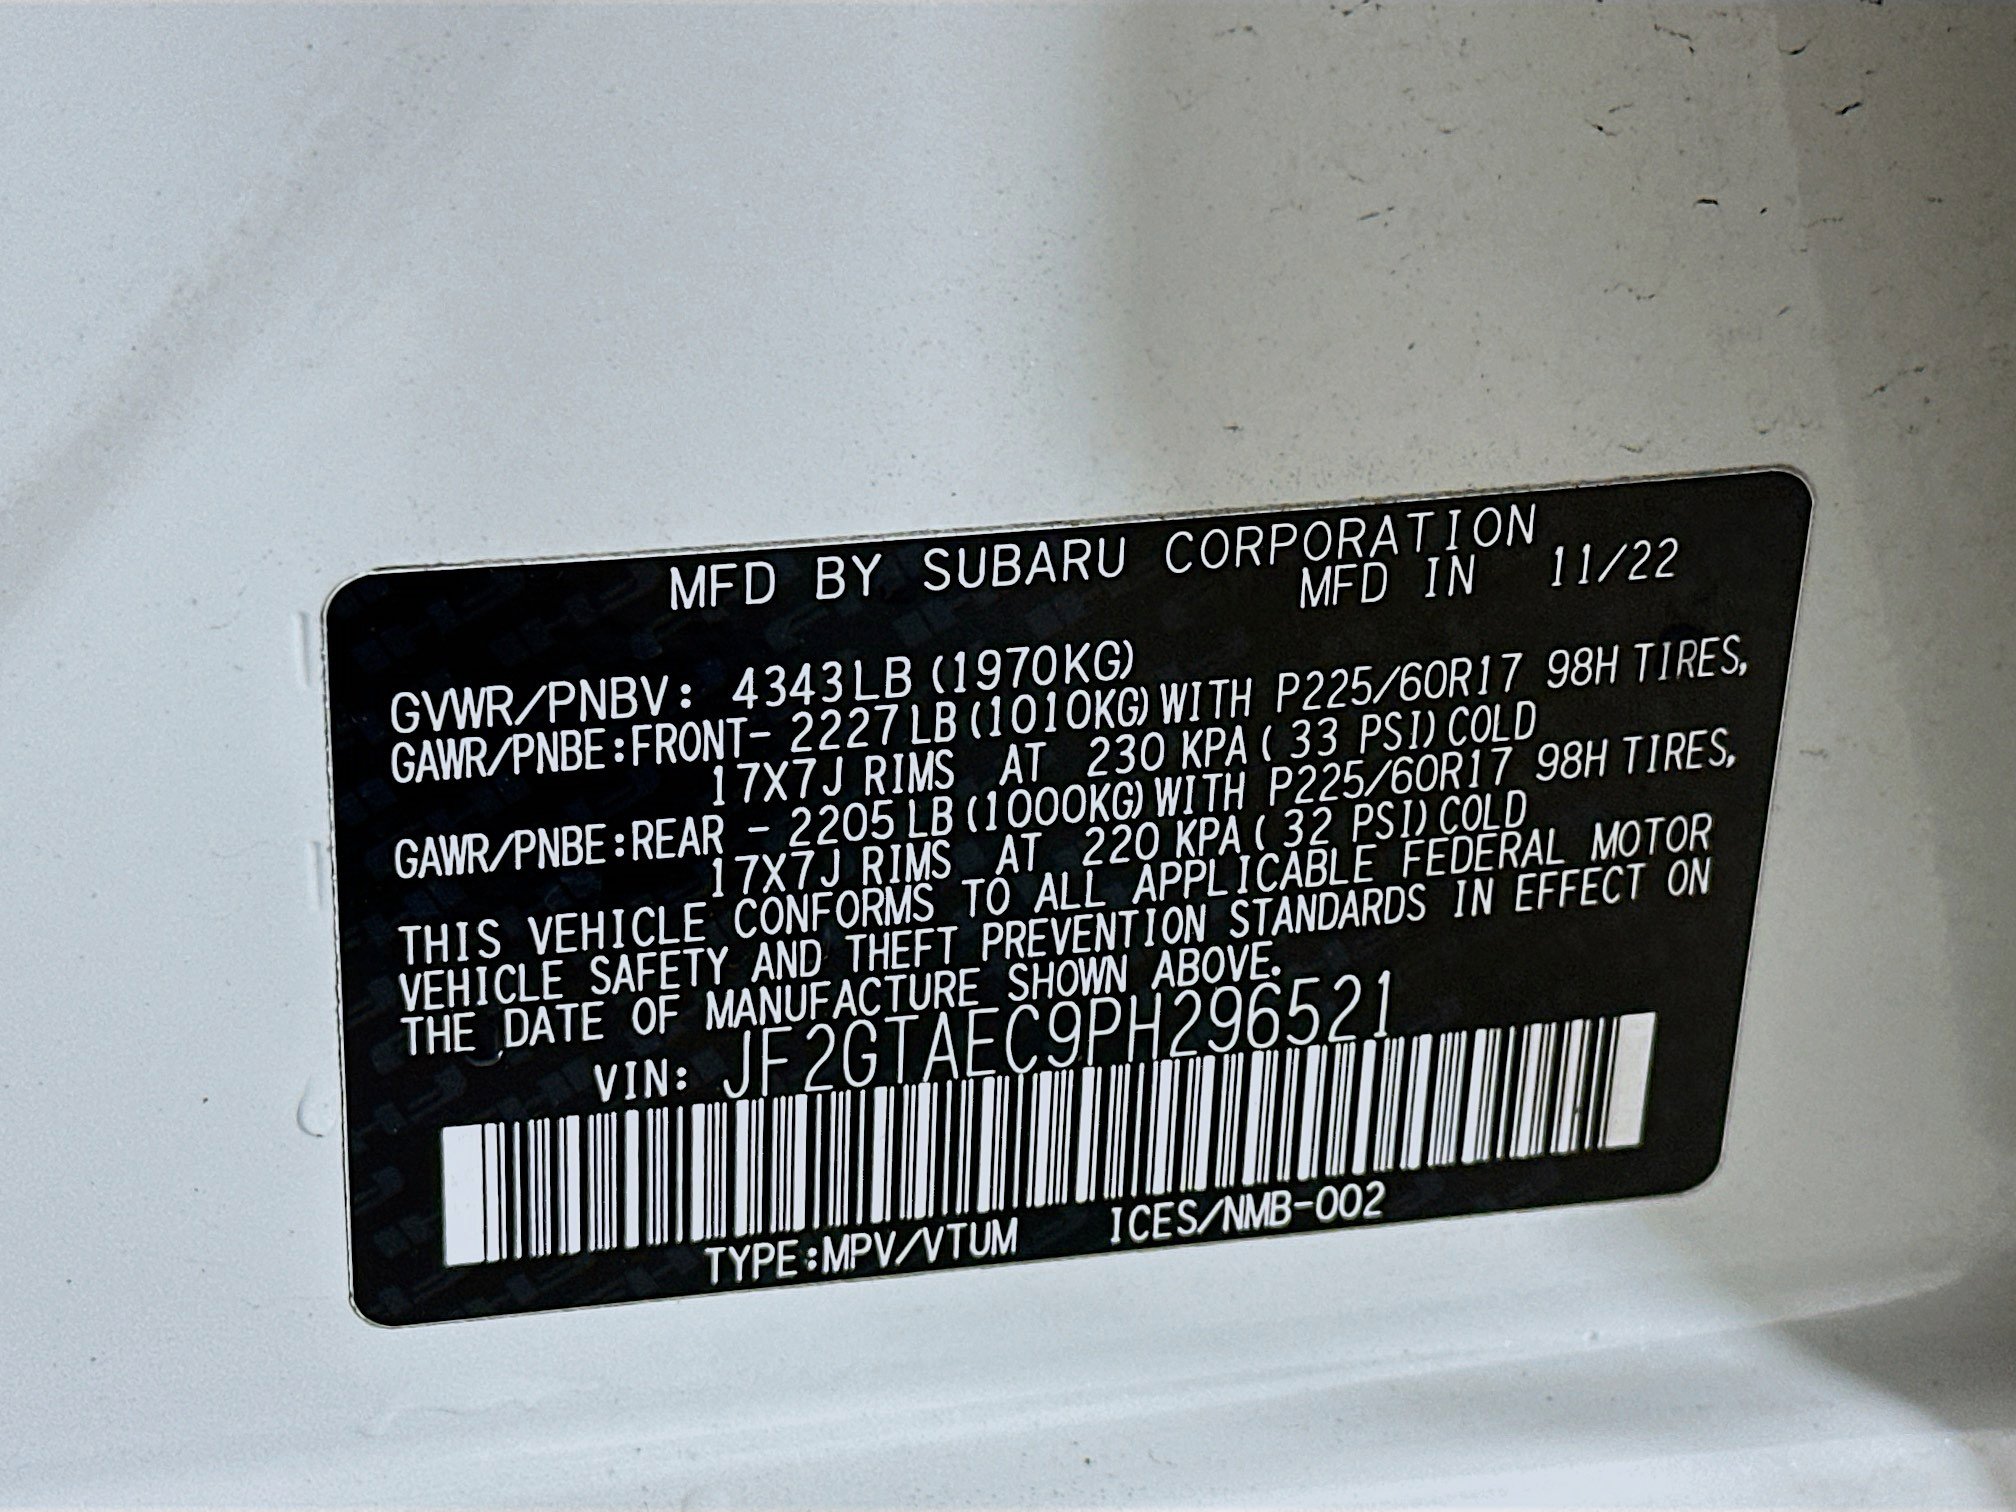 MFD BY SUBARU CORPORATION
MFD IN 11/22
GVWR/PNBV: 4343LB (1970KG)
GAWR/PNBE:FRONT- 2227LB (1010KG) WITH P225/60R17 98H TIRES,
17X7J RIMS AT 230 KPA ( 33 PSI) COLD
GAWR/PNBE:REAR - 2205LB (1000KG) WITH P225/60R17 98H TIRES,
17X7J RIMS AT 220 KPA ( 32 PSI) COLD
THIS VEHICLE CONFORMS TO ALL APPLICABLE FEDERAL MOTOR
VEHICLE SAFETY AND THEFT PREVENTION STANDARDS IN EFFECT ON
THE DATE OF MANUFACTURE SHOWN ABOVE.
VIN: JF2GTAEC9PH296521
TYPE:MPV/VTUM ICES/NMB-002